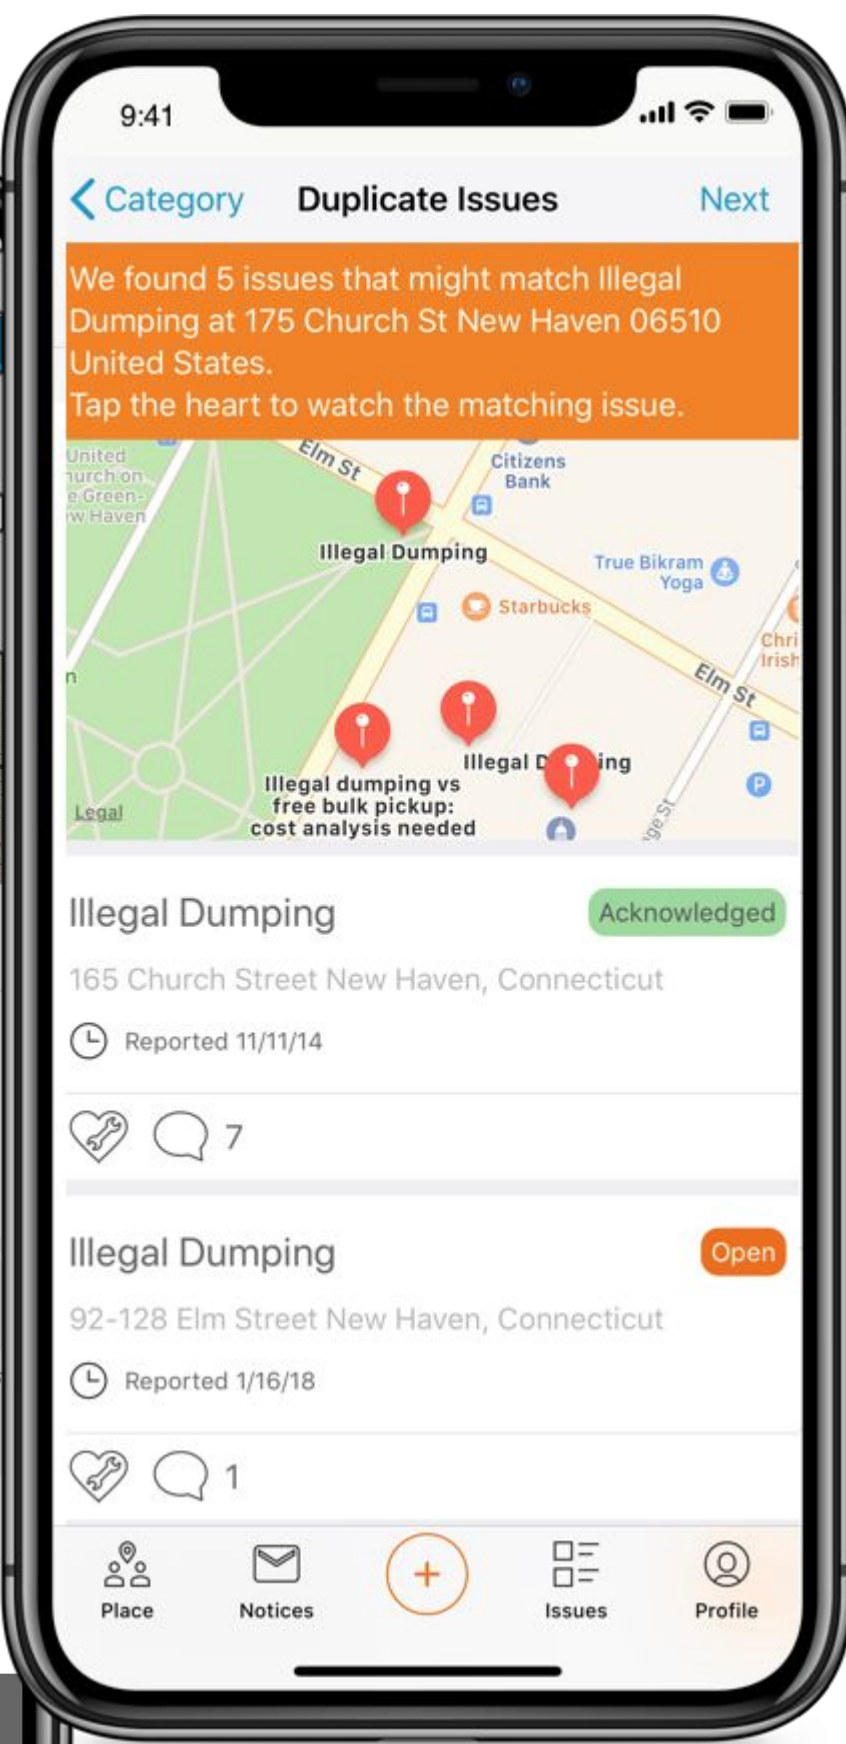 9:41
Category
Duplicate Issues
Next
We found 5 issues that might match Illegal
Dumping at 175 Church St New Haven 06510
United States.
Tap the heart to watch the matching issue.
United
Elm St
Citizens
Bank
Illegal Dumping
True Bikram
Yoga
Starbucks
Elm St
Illegal
Illegal dumping vs
free bulk pickup:
cost analysis needed
P
Legal
Illegal Dumping
Acknowledged
165 Church Street New Haven, Connecticut
Reported 11/11/14
7
Illegal Dumping
Open
92-128 Elm Street New Haven, Connecticut
Reported 1/16/18
1
Place
Notices
+
Issues
Profile